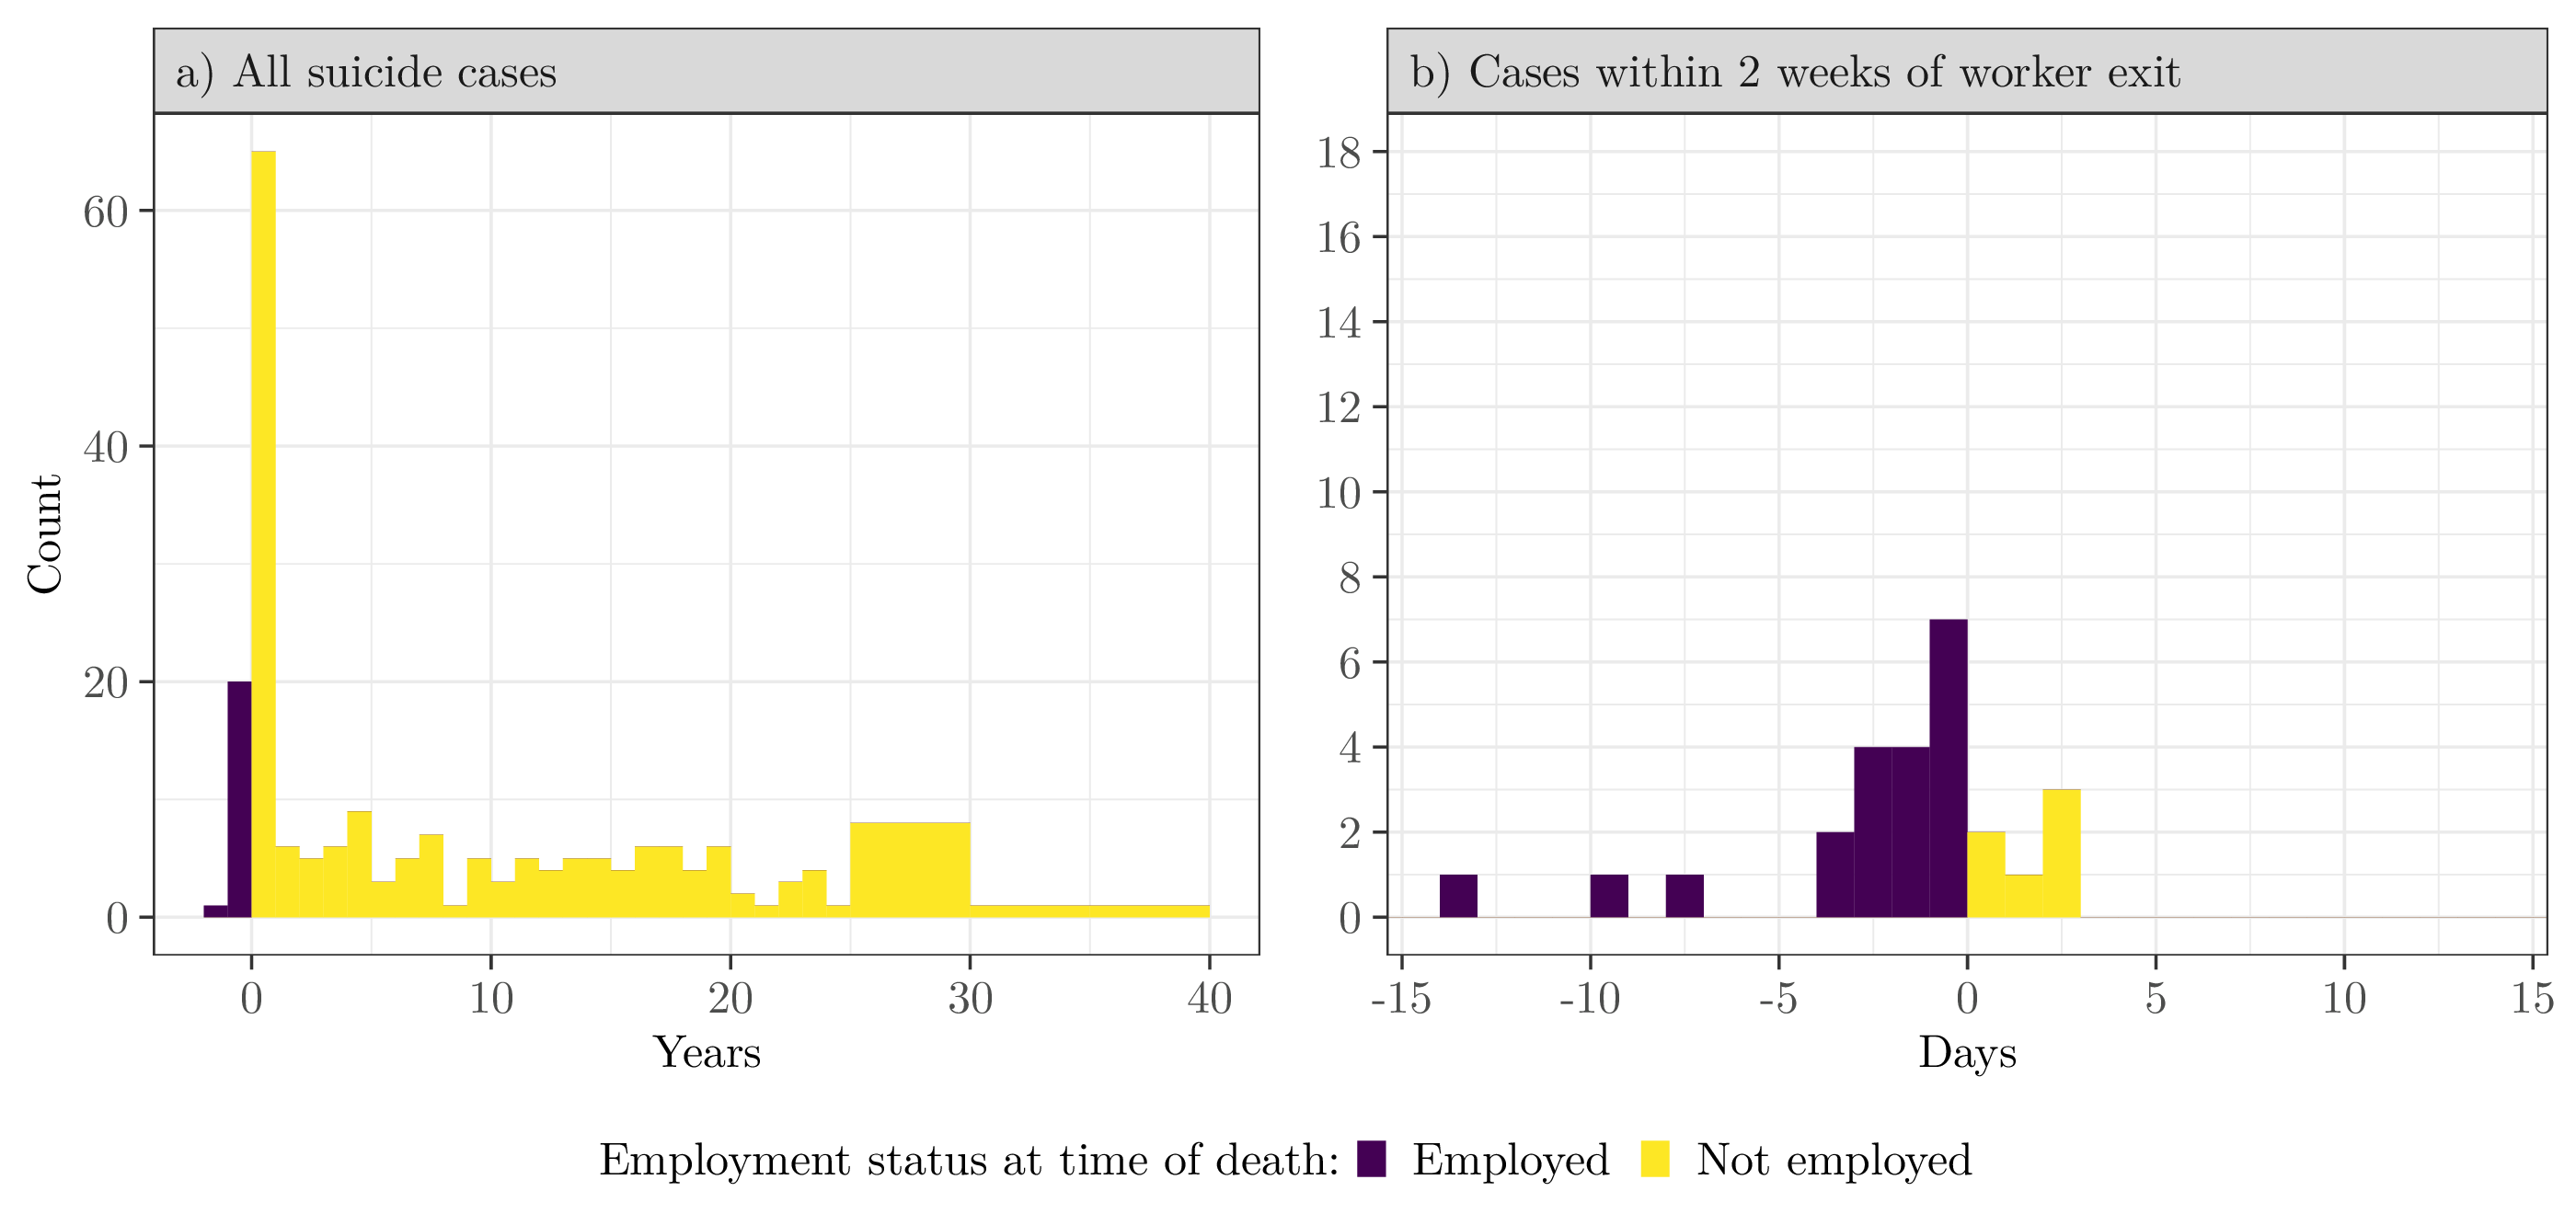 a) All suicide cases
b) Cases within 2 weeks of worker exit
Count
60
40
20
0
0 10 20 30 40
Years
18
16
14
12
10
8
6
4
2
0
-15 -10 -5 0 5 10 15
Days
Employment status at time of death: Employed Not employed